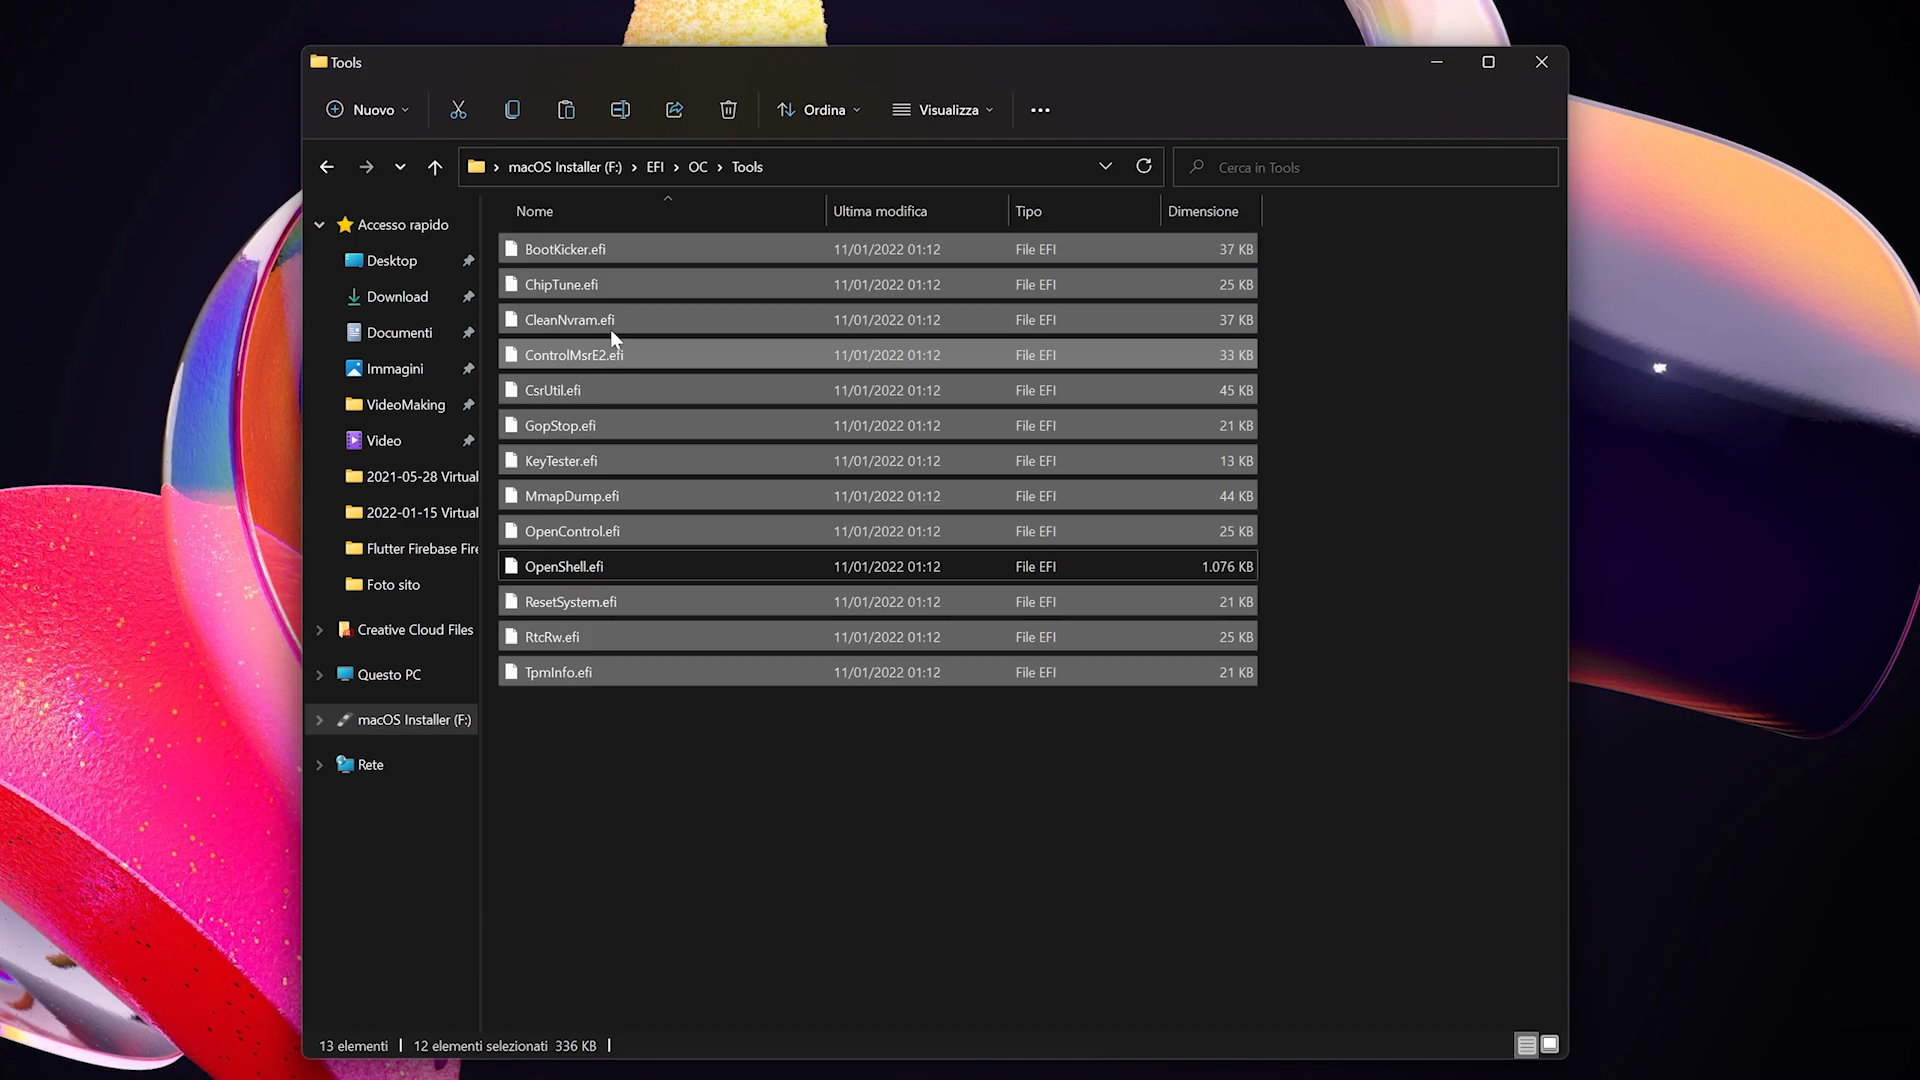 Tools
Nuovo Ordina Visualizza
macOS Installer (F:) EFI OC Tools Cerca in Tools
Nome Ultima modifica Tipo Dimensione
Accesso rapido
Desktop
Download
Documenti
Immagini
VideoMaking
Video
2021-05-28 Virtual
2022-01-15 Virtual
Flutter Firebase Fire
Foto sito
Creative Cloud Files
Questo PC
macOS Installer (F:)
Rete
BootKicker.efi 11/01/2022 01:12 File EFI 37 KB
ChipTune.efi 11/01/2022 01:12 File EFI 25 KB
CleanNvram.efi 11/01/2022 01:12 File EFI 37 KB
ControlMsrE2.efi 11/01/2022 01:12 File EFI 33 KB
CsrUtil.efi 11/01/2022 01:12 File EFI 45 KB
GopStop.efi 11/01/2022 01:12 File EFI 21 KB
KeyTester.efi 11/01/2022 01:12 File EFI 13 KB
MmapDump.efi 11/01/2022 01:12 File EFI 44 KB
OpenControl.efi 11/01/2022 01:12 File EFI 25 KB
OpenShell.efi 11/01/2022 01:12 File EFI 1.076 KB
ResetSystem.efi 11/01/2022 01:12 File EFI 21 KB
RtcRw.efi 11/01/2022 01:12 File EFI 25 KB
TpmInfo.efi 11/01/2022 01:12 File EFI 21 KB
13 elementi 12 elementi selezionati 336 KB